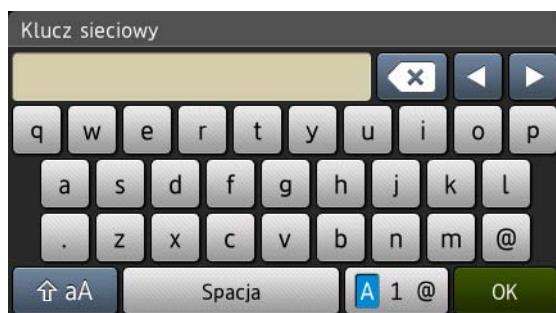 Klucz sieciowy
q w e r t y u i o p
a s d f g h j k l
. z x c v b n m @
aA Spacja A 1 @ OK